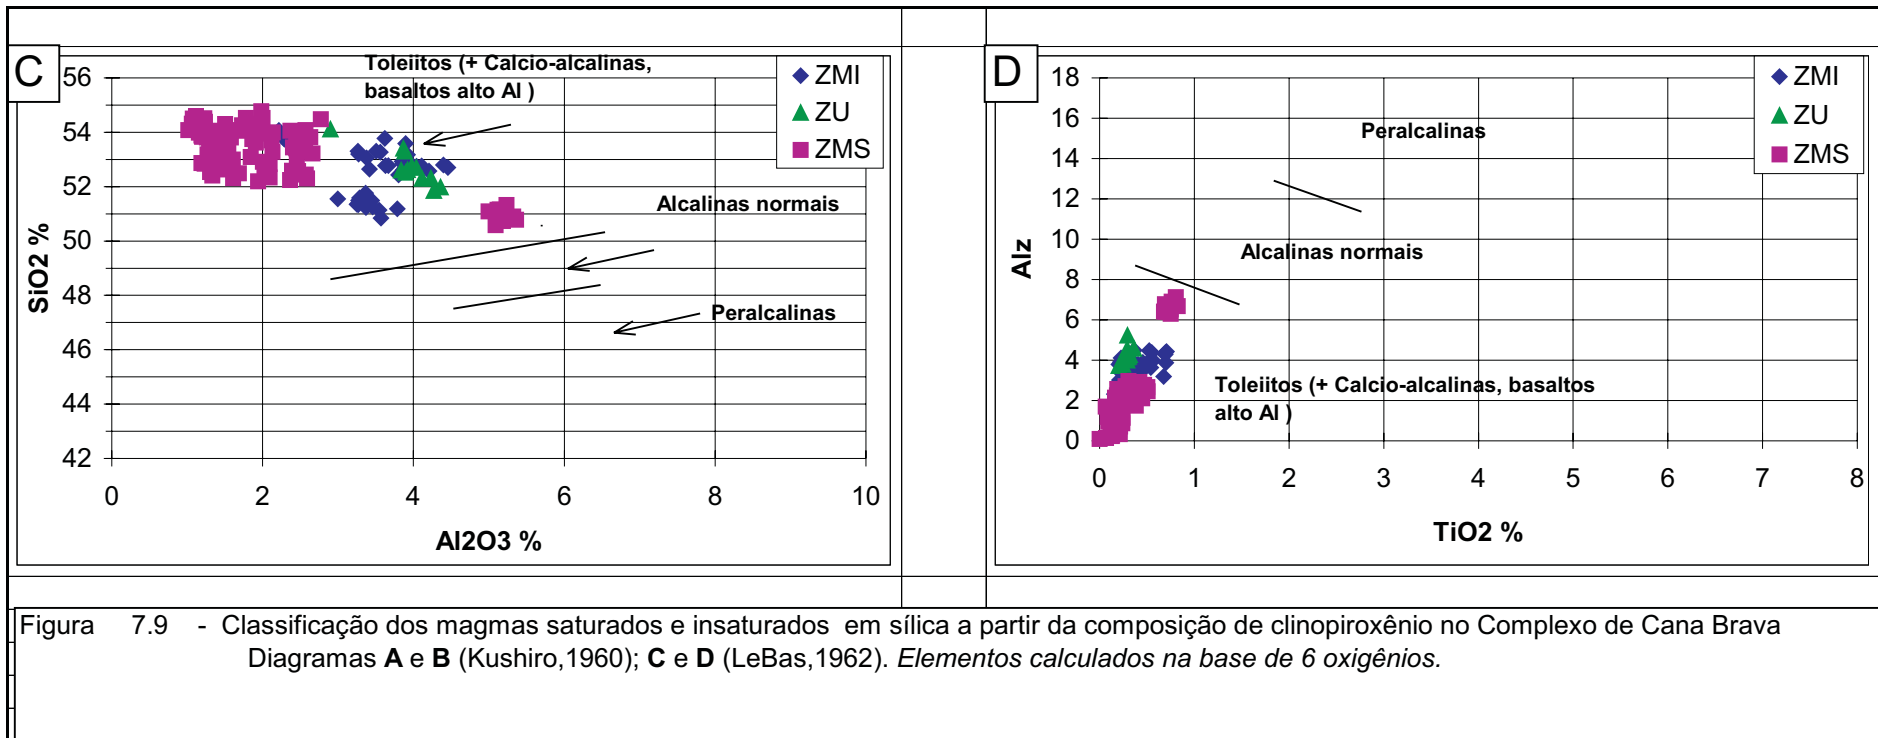 C
Toleiitos (+ Calcio-alcalinas,
basaltos alto Al )
ZMI
ZU
ZMS
Alcalinas normais
Peralcalinas
SiO2 %
56
54
52
50
48
46
44
42
0 2 4 6 8 10
Al2O3 %
D
ZMI
ZU
ZMS
Peralcalinas
Alcalinas normais
Toleiitos (+ Calcio-alcalinas, basaltos
alto Al )
Alz
18
16
14
12
10
8
6
4
2
0
0 1 2 3 4 5 6 7 8
TiO2 %
Figura 7.9 - Classificação dos magmas saturados e insaturados em sílica a partir da composição de clinopiroxênio no Complexo de Cana Brava
Diagramas A e B (Kushiro,1960); C e D (LeBas,1962). Elementos calculados na base de 6 oxigênios.